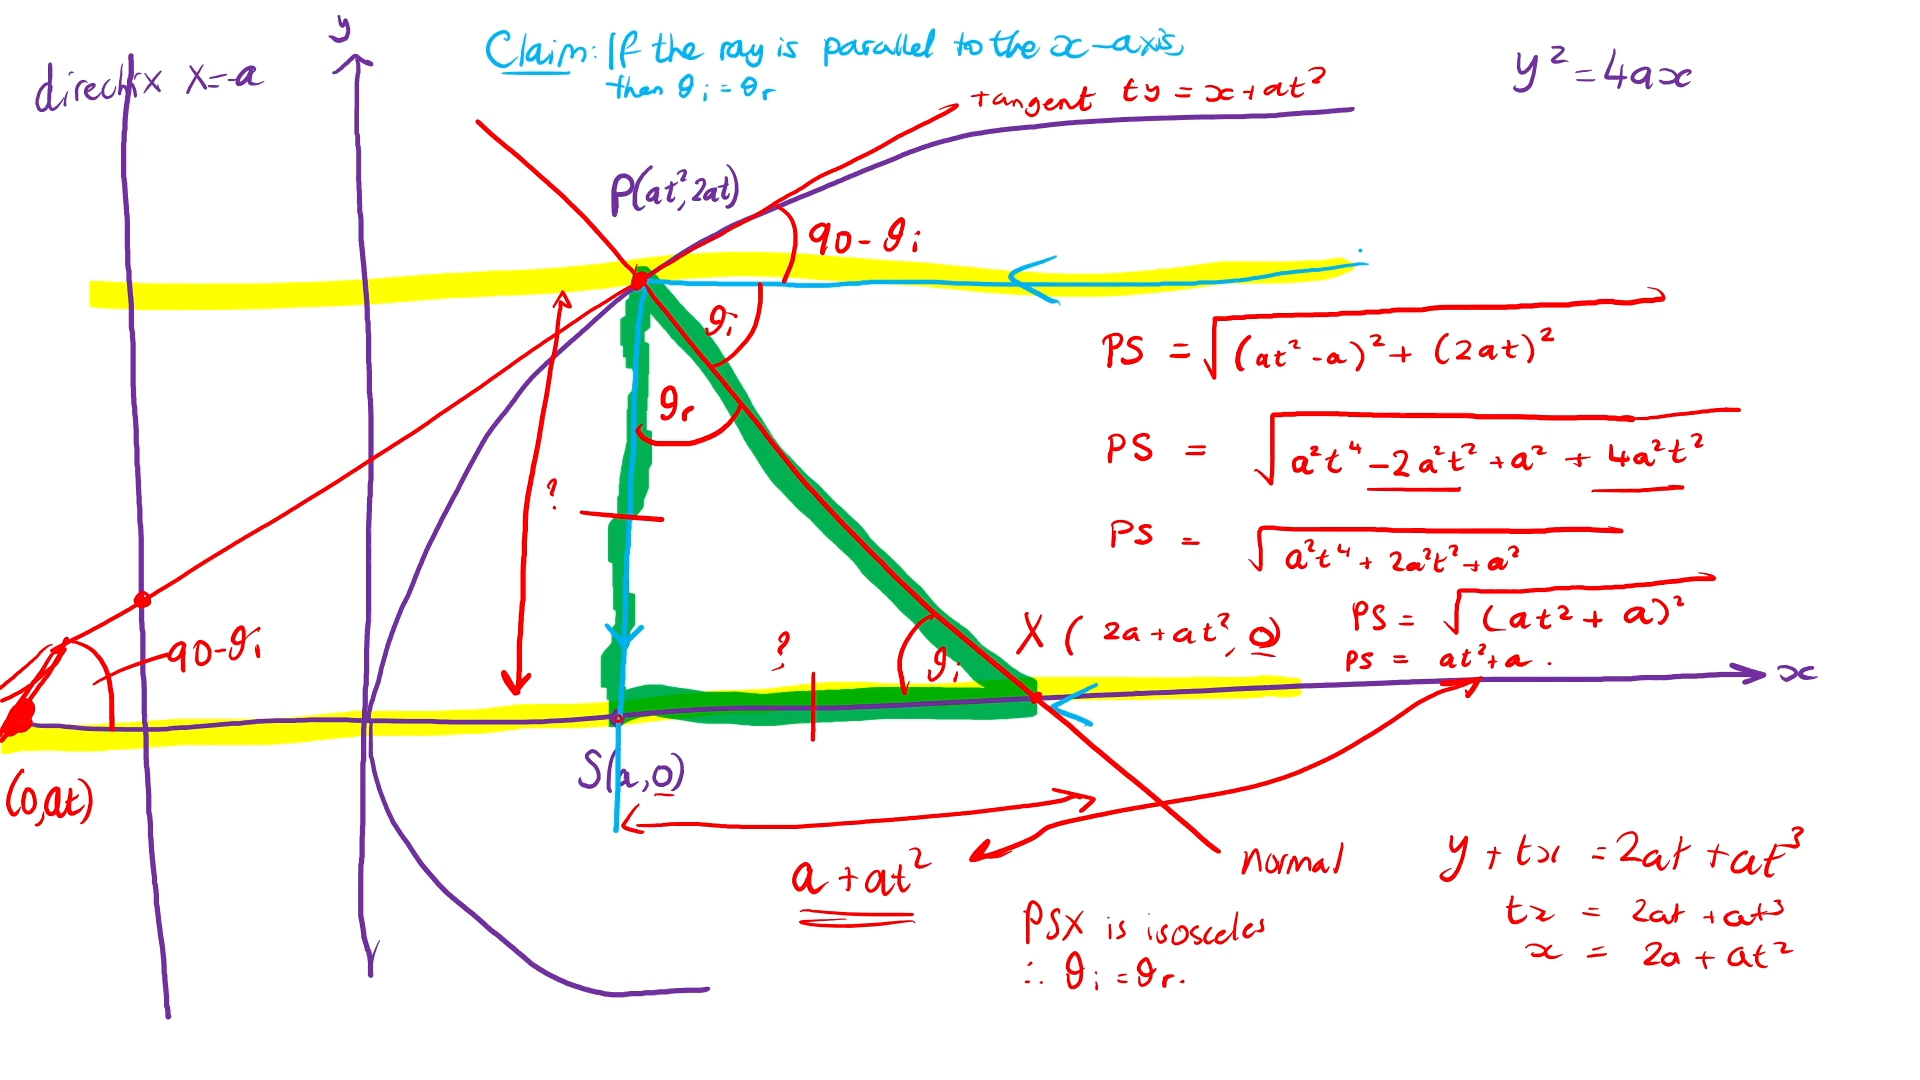 y
Claim: If the ray is parallel to the x-axis,
then θi = θr
y² = 4ax
directrix x=-a
tangent ty = x + at²
P(at², 2at)
90 - θi
θi
θr
PS = √(at² - a)² + (2at)²
PS = √a²t⁴ - 2a²t² + a² + 4a²t²
?
PS = √a²t⁴ + 2a²t² + a²
PS = √(at² + a)²
PS = at² + a.
X (2a + at², 0)
?
90 - θi
θi
x
S(a, 0)
(0, at)
a + at²
normal
PSX is isosceles
∴ θi = θr.
y + tx = 2at + at³
tx = 2at + at³
x = 2a + at²